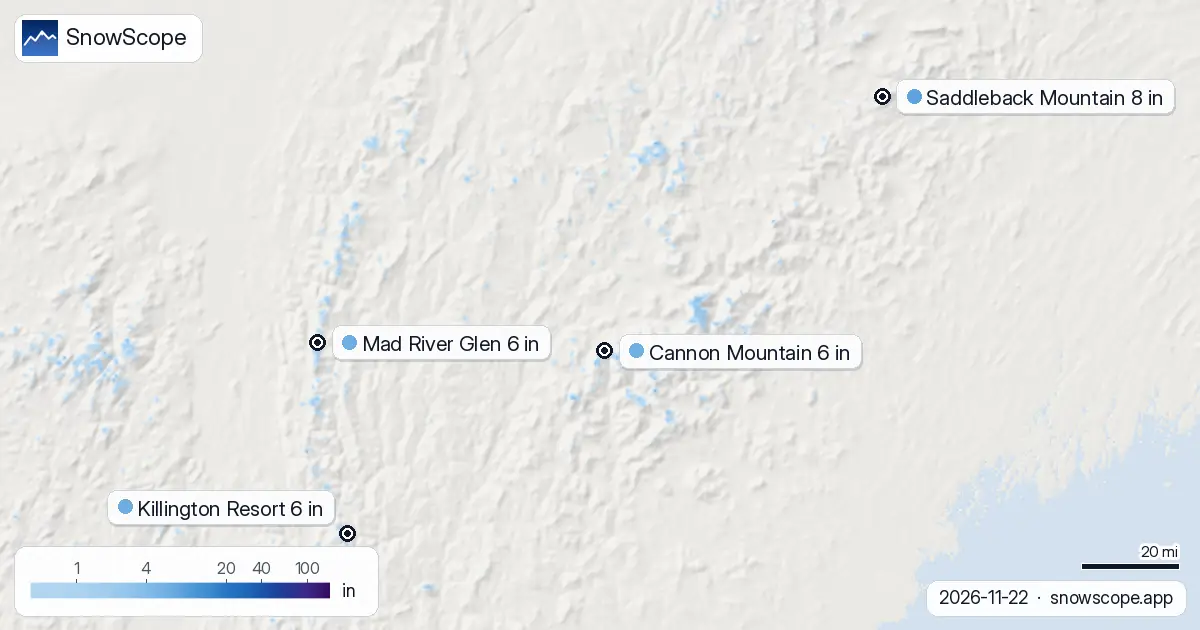 SnowScope
Saddleback Mountain 8 in
Mad River Glen 6 in
Cannon Mountain 6 in
Killington Resort 6 in
1 4 20 40 100
in
20 mi
2026-11-22 · snowscope.app